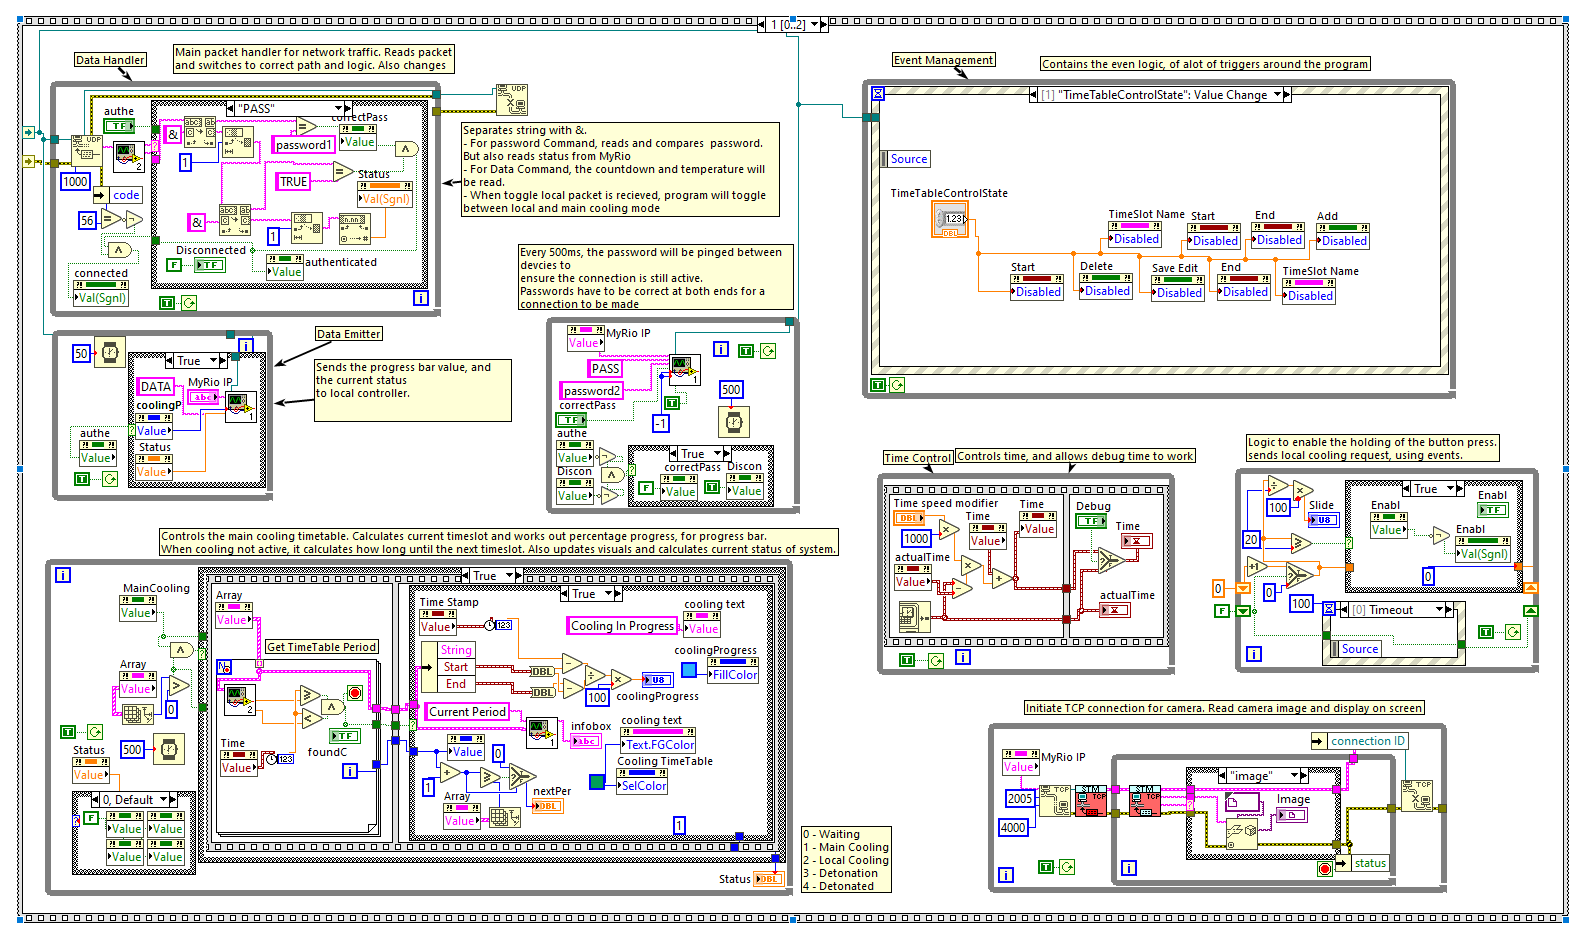 1 [0..2]
Data Handler
Main packet handler for network traffic. Reads packet
and switches to correct path and logic. Also changes
authe
TF
"PASS"
correctPass
Value
&
password1
1
UDP
UDP
2
1000
code
56
TRUE
Status
Val(Sgnl)
&
1
Disconnected
F
TF
Value
authenticated
connected
Val(Sgnl)
T
i
Separates string with &.
- For password Command, reads and compares  password.
But also reads status from MyRio
- For Data Command, the countdown and temperature will
be read.
- When toggle local packet is recieved, program will toggle
between local and main cooling mode
Every 500ms, the password will be pinged between
devcies to
ensure the connection is still active.
Passwords have to be correct at both ends for a
connection to be made
Event Management
Contains the even logic, of alot of triggers around the program
[1] "TimeTableControlState": Value Change
Source
TimeTableControlState
1.23
DBL
TimeSlot Name
Disabled
Start
Disabled
End
Disabled
Add
Disabled
Start
Disabled
Delete
Disabled
Save Edit
Disabled
End
Disabled
TimeSlot Name
Disabled
T
Data Emitter
Sends the progress bar value, and
the current status
to local controller.
50
i
True
DATA
MyRio IP
abc
coolingP
Value
1
authe
Value
Status
Value
T
MyRio IP
Value
PASS
password2
correctPass
TF
-1
T
1
i
T
500
authe
Value
Discon
Value
True
correctPass
F
Value
Discon
T
Value
Time Control
Controls time, and allows debug time to work
Time speed modifier
DBL
1000
Time
Value
Time
Value
actualTime
Value
Debug
TF
Time
actualTime
T
i
Logic to enable the holding of the button press.
sends local cooling request, using events.
100
Slide
U8
20
+1
0
0
100
F
True
Enabl
Value
Enabl
TF
Enabl
Val(Sgnl)
0
[0] Timeout
Source
T
i
Controls the main cooling timetable. Calculates current timeslot and works out percentage progress, for progress bar.
When cooling not active, it calculates how long until the next timeslot. Also updates visuals and calculates current status of system.
i
MainCooling
Value
Array
Value
0
T
500
Status
Value
0, Default
F
Value
Value
Value
Value
True
Array
Value
Get TimeTable Period
N
2
Time
Value
123
foundC
TF
i
True
Time Stamp
Value
123
String
Start
End
DBL
DBL
100
U8
coolingProgress
Cooling In Progress
cooling text
Value
coolingProgress
FillColor
Current Period
1
infobox
abc
cooling text
Text.FGColor
Cooling TimeTable
SelColor
Value
0
1
Array
Value
nextPer
DBL
1
Status
DBL
0 - Waiting
1 - Main Cooling
2 - Local Cooling
3 - Detonation
4 - Detonated
Initiate TCP connection for camera. Read camera image and display on screen
connection ID
MyRio IP
Value
2005
4000
TCP
STM
TCP
STM
TCP
"image"
Image
TCP
status
T
i
i